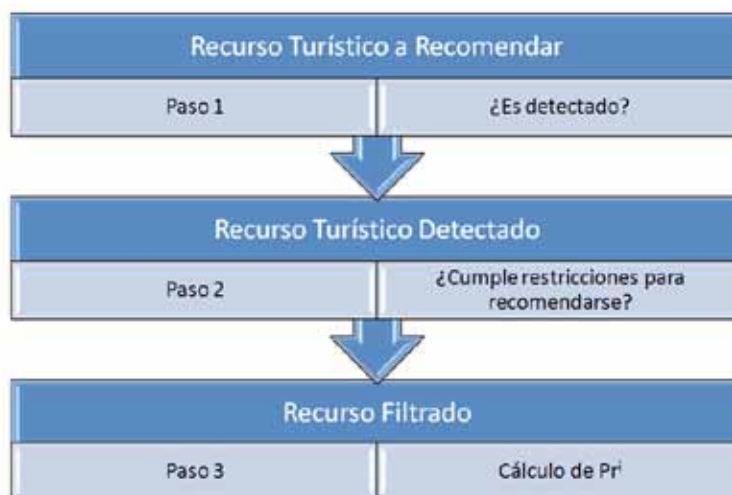 Recurso Turístico a Recomendar
Paso 1
¿Es detectado?
Recurso Turístico Detectado
Paso 2
¿Cumple restricciones para
recomendarse?
Recurso Filtrado
Paso 3
Cálculo de Prⁱ